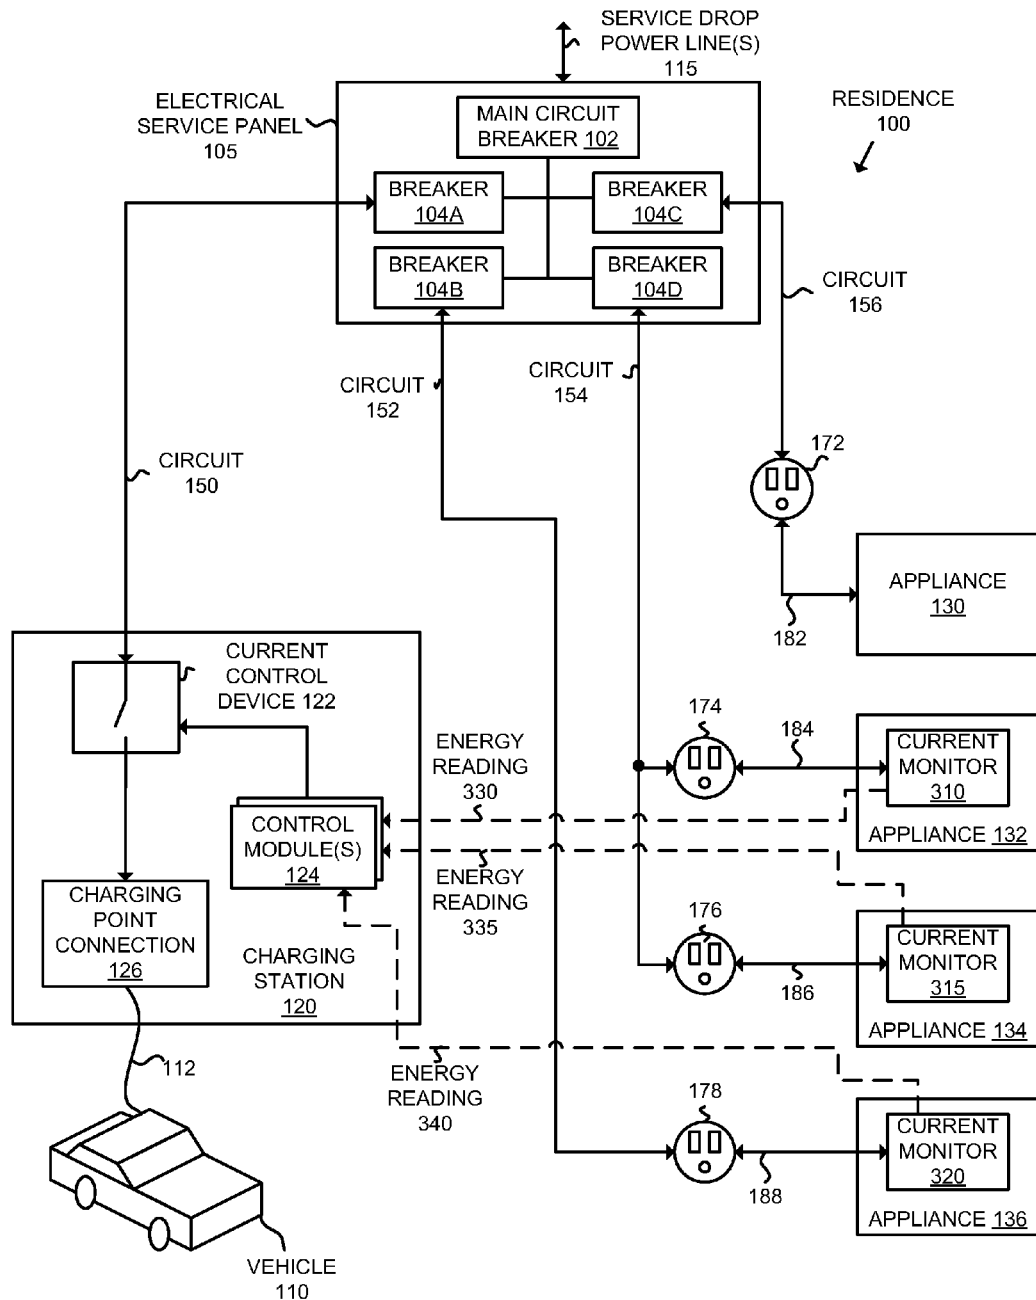 SERVICE DROP
POWER LINE(S)
115
ELECTRICAL
SERVICE PANEL
105
MAIN CIRCUIT
BREAKER 102
RESIDENCE
100
BREAKER
104A
BREAKER
104C
BREAKER
104B
BREAKER
104D
CIRCUIT
156
CIRCUIT
152
CIRCUIT
154
CIRCUIT
150
172
APPLIANCE
130
182
CURRENT
CONTROL
DEVICE 122
174
184
CURRENT
MONITOR
310
APPLIANCE 132
ENERGY
READING
330
CONTROL
MODULE(S)
124
ENERGY
READING
335
CHARGING
POINT
CONNECTION
126
CHARGING
STATION
120
176
186
CURRENT
MONITOR
315
APPLIANCE 134
112
ENERGY
READING
340
178
188
CURRENT
MONITOR
320
APPLIANCE 136
VEHICLE
110